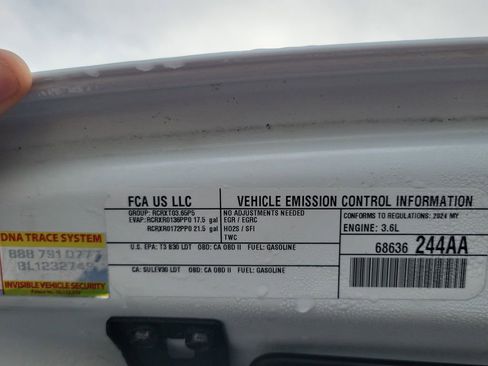 FCA US LLC
VEHICLE EMISSION CONTROL INFORMATION
GROUP: RCRXT03.65P5
EVAP: RCRXR0136PP0 17.5 gal
RCRXR0172PP0 21.5 gal
NO ADJUSTMENTS NEEDED
EGR / EGRC
HO2S / SFI
TWC
CONFORMS TO REGULATIONS: 2024 MY
ENGINE: 3.6L
68636 244AA
U.S. EPA: T3 B30 LDT OBD: CA OBD II FUEL: GASOLINE
CA: SULEV30 LDT OBD: CA OBD II FUEL: GASOLINE
DNA TRACE SYSTEM
888 791 0777
INVISIBLE VEHICLE SECURITY